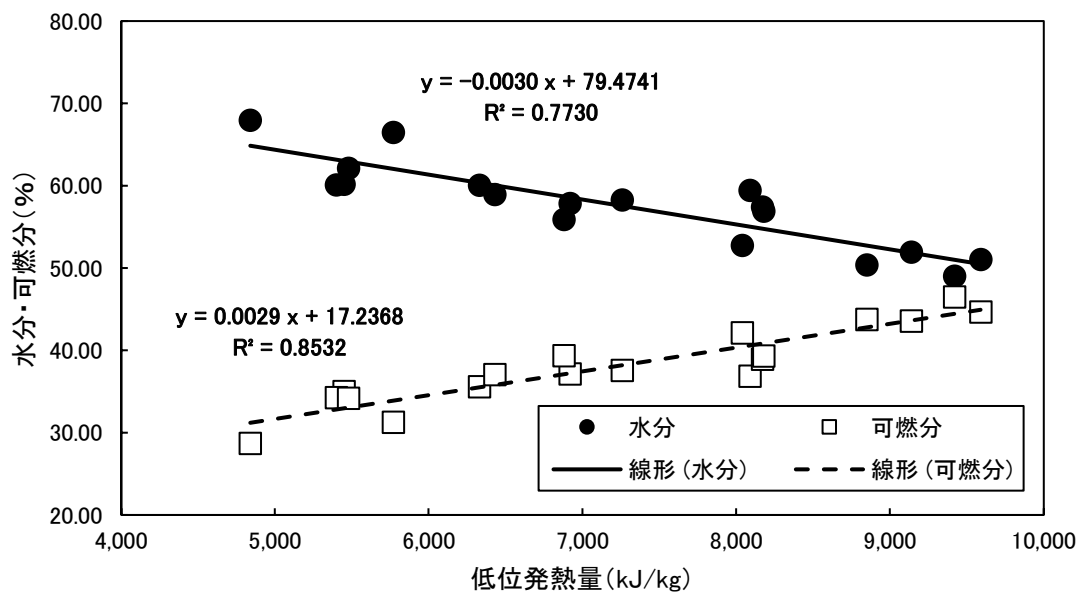 80.00
70.00
60.00
50.00
40.00
30.00
20.00
水分・可燃分(%)
y = −0.0030 x + 79.4741
R² = 0.7730
y = 0.0029 x + 17.2368
R² = 0.8532
水分 可燃分
線形 (水分) 線形 (可燃分)
4,000 5,000 6,000 7,000 8,000 9,000 10,000
低位発熱量(kJ/kg)